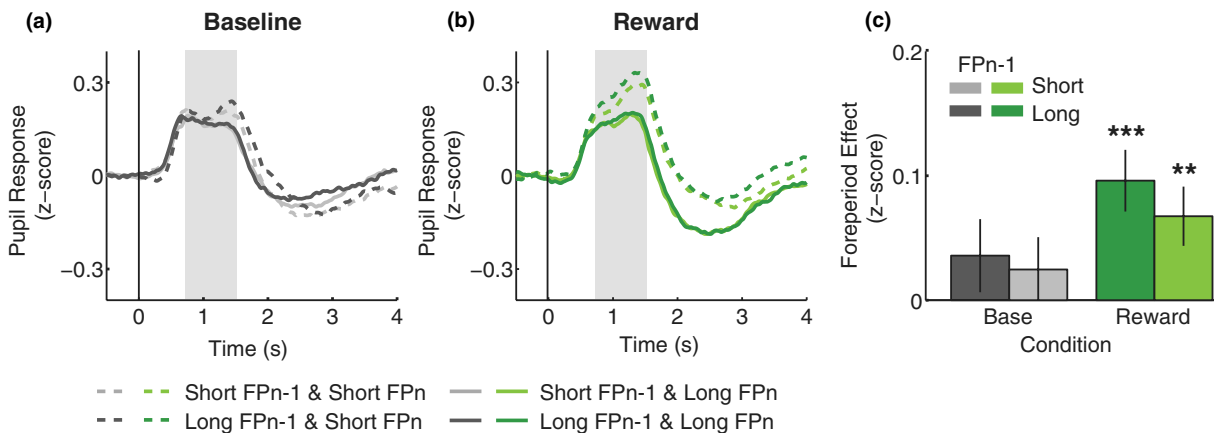 (a)
Baseline
Pupil Response
(z−score)
0.3
0
−0.3
0 1 2 3 4
Time (s)
(b)
Reward
Pupil Response
(z−score)
0.3
0
−0.3
0 1 2 3 4
Time (s)
(c)
Foreperiod Effect
(z−score)
0.2
0.1
0
FPn-1
Short
Long
***
**
Base Reward
Condition
Short FPn-1 & Short FPn
Short FPn-1 & Long FPn
Long FPn-1 & Short FPn
Long FPn-1 & Long FPn